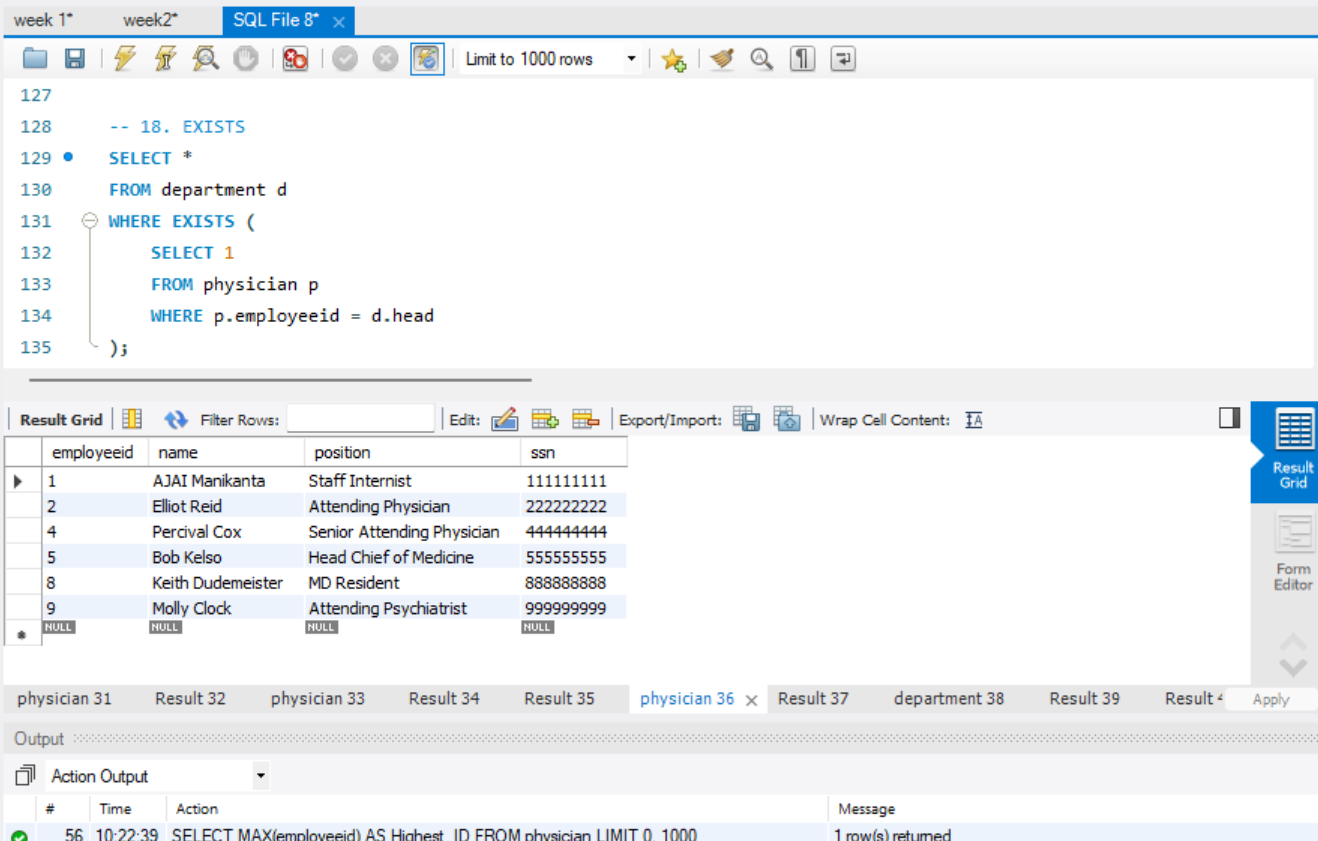 week 1* week2* SQL File 8* ×
Limit to 1000 rows
127
128 -- 18. EXISTS
129 SELECT *
130 FROM department d
131 WHERE EXISTS (
132 SELECT 1
133 FROM physician p
134 WHERE p.employeeid = d.head
135 );
Result Grid Filter Rows: Edit: Export/Import: Wrap Cell Content: IA
employeeid name position ssn
1 AJAI Manikanta Staff Internist 111111111
2 Elliot Reid Attending Physician 222222222
4 Percival Cox Senior Attending Physician 444444444
5 Bob Kelso Head Chief of Medicine 555555555
8 Keith Dudemeister MD Resident 888888888
9 Molly Clock Attending Psychiatrist 999999999
NULL NULL NULL NULL
Result
Grid
Form
Editor
physician 31 Result 32 physician 33 Result 34 Result 35 physician 36 × Result 37 department 38 Result 39 Result Apply
Output
Action Output
# Time Action Message
56 10:22:39 SELECT MAX(employeeid) AS Highest_ID FROM physician LIMIT 0, 1000 1 row(s) returned